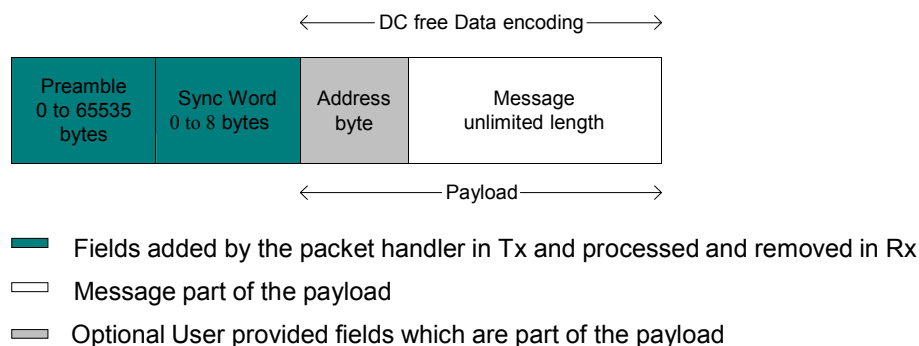 DC free Data encoding
Preamble
0 to 65535
bytes
Sync Word
0 to 8 bytes
Address
byte
Message
unlimited length
Payload
Fields added by the packet handler in Tx and processed and removed in Rx
Message part of the payload
Optional User provided fields which are part of the payload